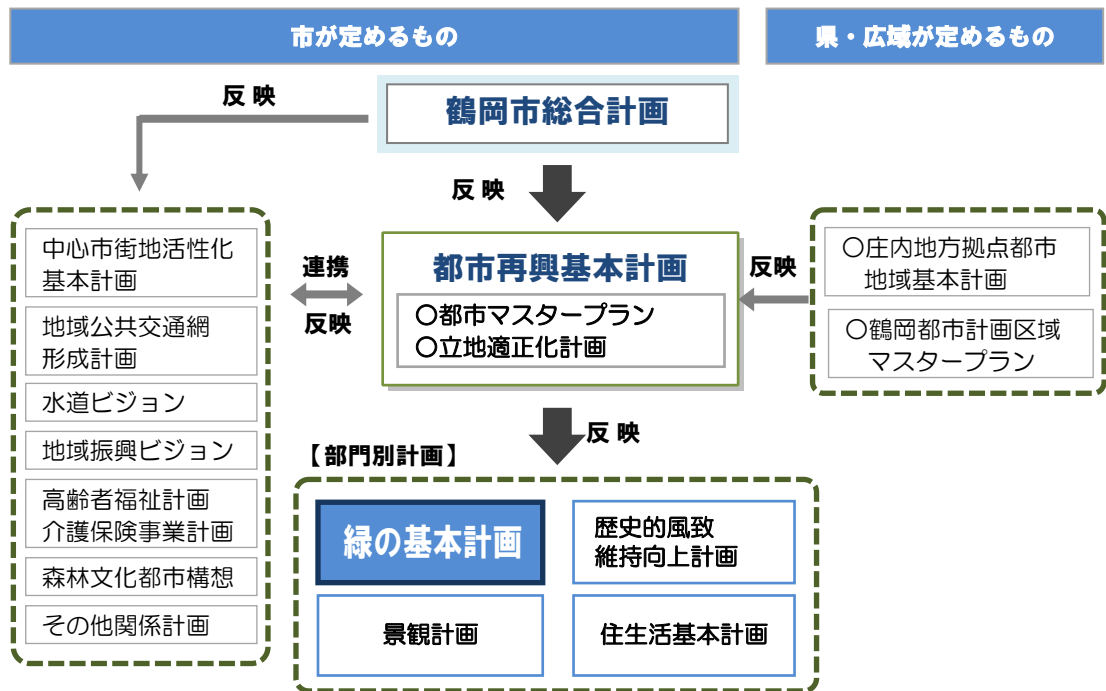 市が定めるもの
県・広域が定めるもの
反 映
鶴岡市総合計画
反 映
中心市街地活性化
基本計画
地域公共交通網
形成計画
水道ビジョン
地域振興ビジョン
高齢者福祉計画
介護保険事業計画
森林文化都市構想
その他関係計画
連携
反映
都市再興基本計画
〇都市マスタープラン
〇立地適正化計画
反映
〇庄内地方拠点都市
地域基本計画
〇鶴岡都市計画区域
マスタープラン
反 映
【部門別計画】
緑の基本計画
歴史的風致
維持向上計画
景観計画
住生活基本計画